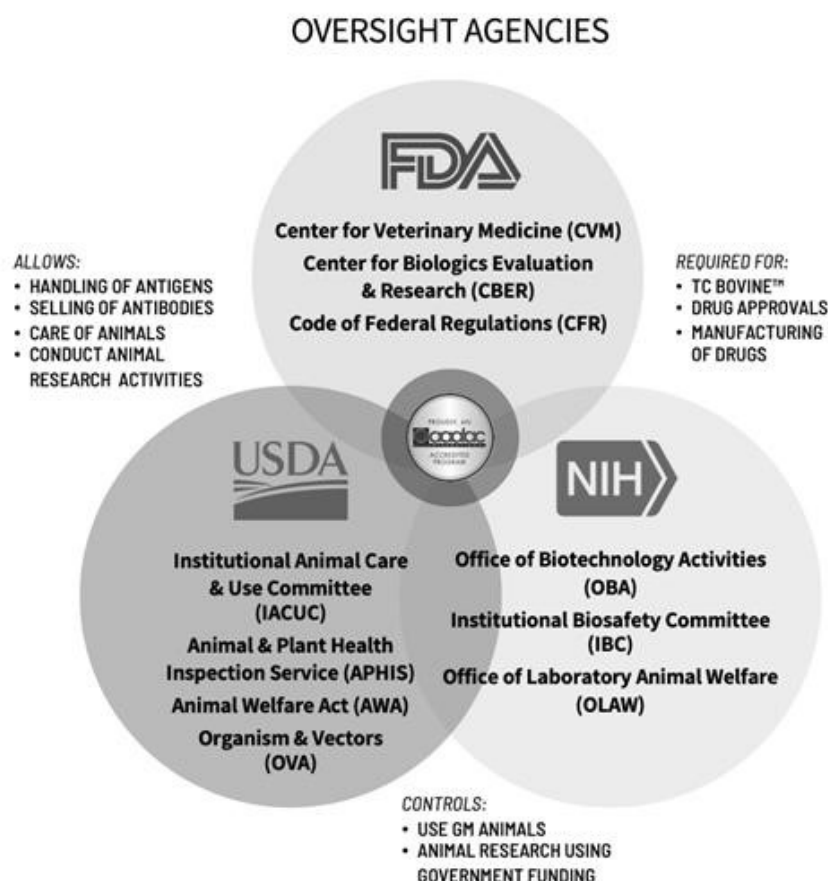 OVERSIGHT AGENCIES
FDA
Center for Veterinary Medicine (CVM)
Center for Biologics Evaluation
& Research (CBER)
Code of Federal Regulations (CFR)
ALLOWS:
• HANDLING OF ANTIGENS
• SELLING OF ANTIBODIES
• CARE OF ANIMALS
• CONDUCT ANIMAL
RESEARCH ACTIVITIES
REQUIRED FOR:
• TC BOVINE™
• DRUG APPROVALS
• MANUFACTURING
OF DRUGS
aaalac
ACCREDITED
PROGRAM
USDA
Institutional Animal Care
& Use Committee
(IACUC)
Animal & Plant Health
Inspection Service (APHIS)
Animal Welfare Act (AWA)
Organism & Vectors
(OVA)
NIH
Office of Biotechnology Activities
(OBA)
Institutional Biosafety Committee
(IBC)
Office of Laboratory Animal Welfare
(OLAW)
CONTROLS:
• USE GM ANIMALS
• ANIMAL RESEARCH USING
GOVERNMENT FUNDING